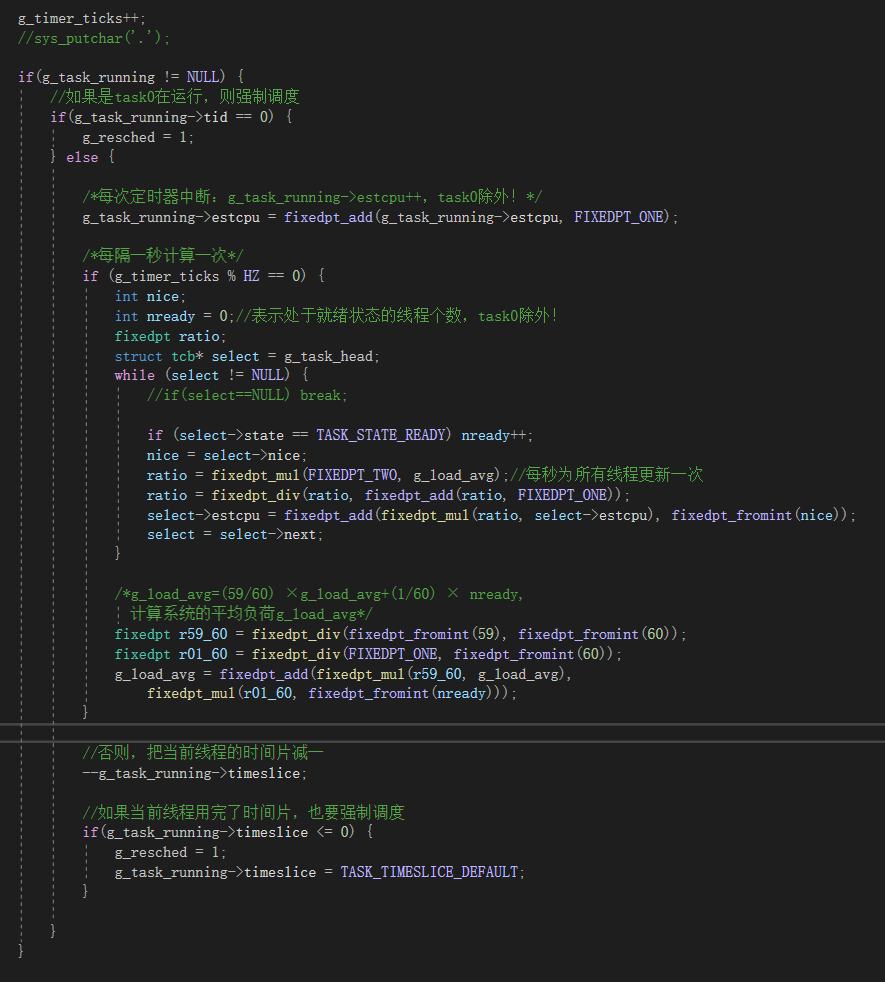 g_timer_ticks++;
//sys_putchar('.');
if(g_task_running != NULL) {
//如果是task0在运行，则强制调度
if(g_task_running->tid == 0) {
g_resched = 1;
} else {
/*每次定时器中断：g_task_running->estcpu++，task0除外！*/
g_task_running->estcpu = fixedpt_add(g_task_running->estcpu, FIXEDPT_ONE);
/*每隔一秒计算一次*/
if (g_timer_ticks % HZ == 0) {
int nice;
int nready = 0;//表示处于就绪状态的线程个数，task0除外！
fixedpt ratio;
struct tcb* select = g_task_head;
while (select != NULL) {
//if(select==NULL) break;
if (select->state == TASK_STATE_READY) nready++;
nice = select->nice;
ratio = fixedpt_mul(FIXEDPT_TWO, g_load_avg);//每秒为所有线程更新一次
ratio = fixedpt_div(ratio, fixedpt_add(ratio, FIXEDPT_ONE));
select->estcpu = fixedpt_add(fixedpt_mul(ratio, select->estcpu), fixedpt_fromint(nice));
select = select->next;
}
/*g_load_avg=(59/60) ×g_load_avg+(1/60) × nready,
计算系统的平均负荷g_load_avg*/
fixedpt r59_60 = fixedpt_div(fixedpt_fromint(59), fixedpt_fromint(60));
fixedpt r01_60 = fixedpt_div(FIXEDPT_ONE, fixedpt_fromint(60));
g_load_avg = fixedpt_add(fixedpt_mul(r59_60, g_load_avg),
fixedpt_mul(r01_60, fixedpt_fromint(nready)));
}
//否则，把当前线程的时间片减一
--g_task_running->timeslice;
//如果当前线程用完了时间片，也要强制调度
if(g_task_running->timeslice <= 0) {
g_resched = 1;
g_task_running->timeslice = TASK_TIMESLICE_DEFAULT;
}
}
}